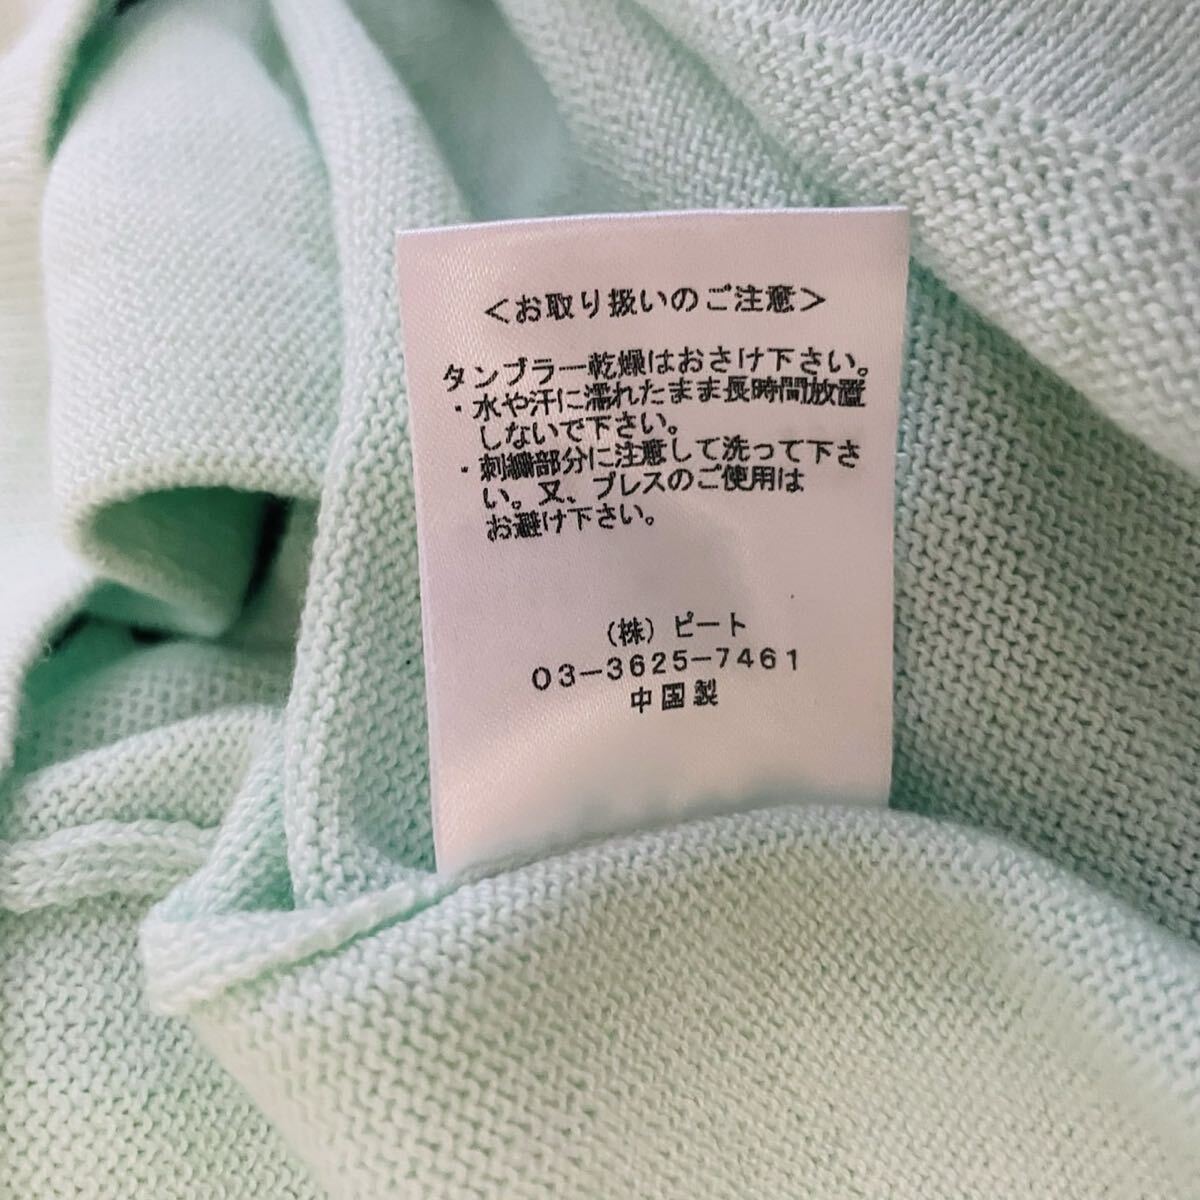 ＜お取り扱いのご注意＞
タンブラー乾燥はおさけ下さい。
・水や汗に濡れたまま長時間放置
しないで下さい。
・刺繍部分に注意して洗って下さ
い。又、プレスのご使用は
お避け下さい。
（株）ピート
03-3625-7461
中国製